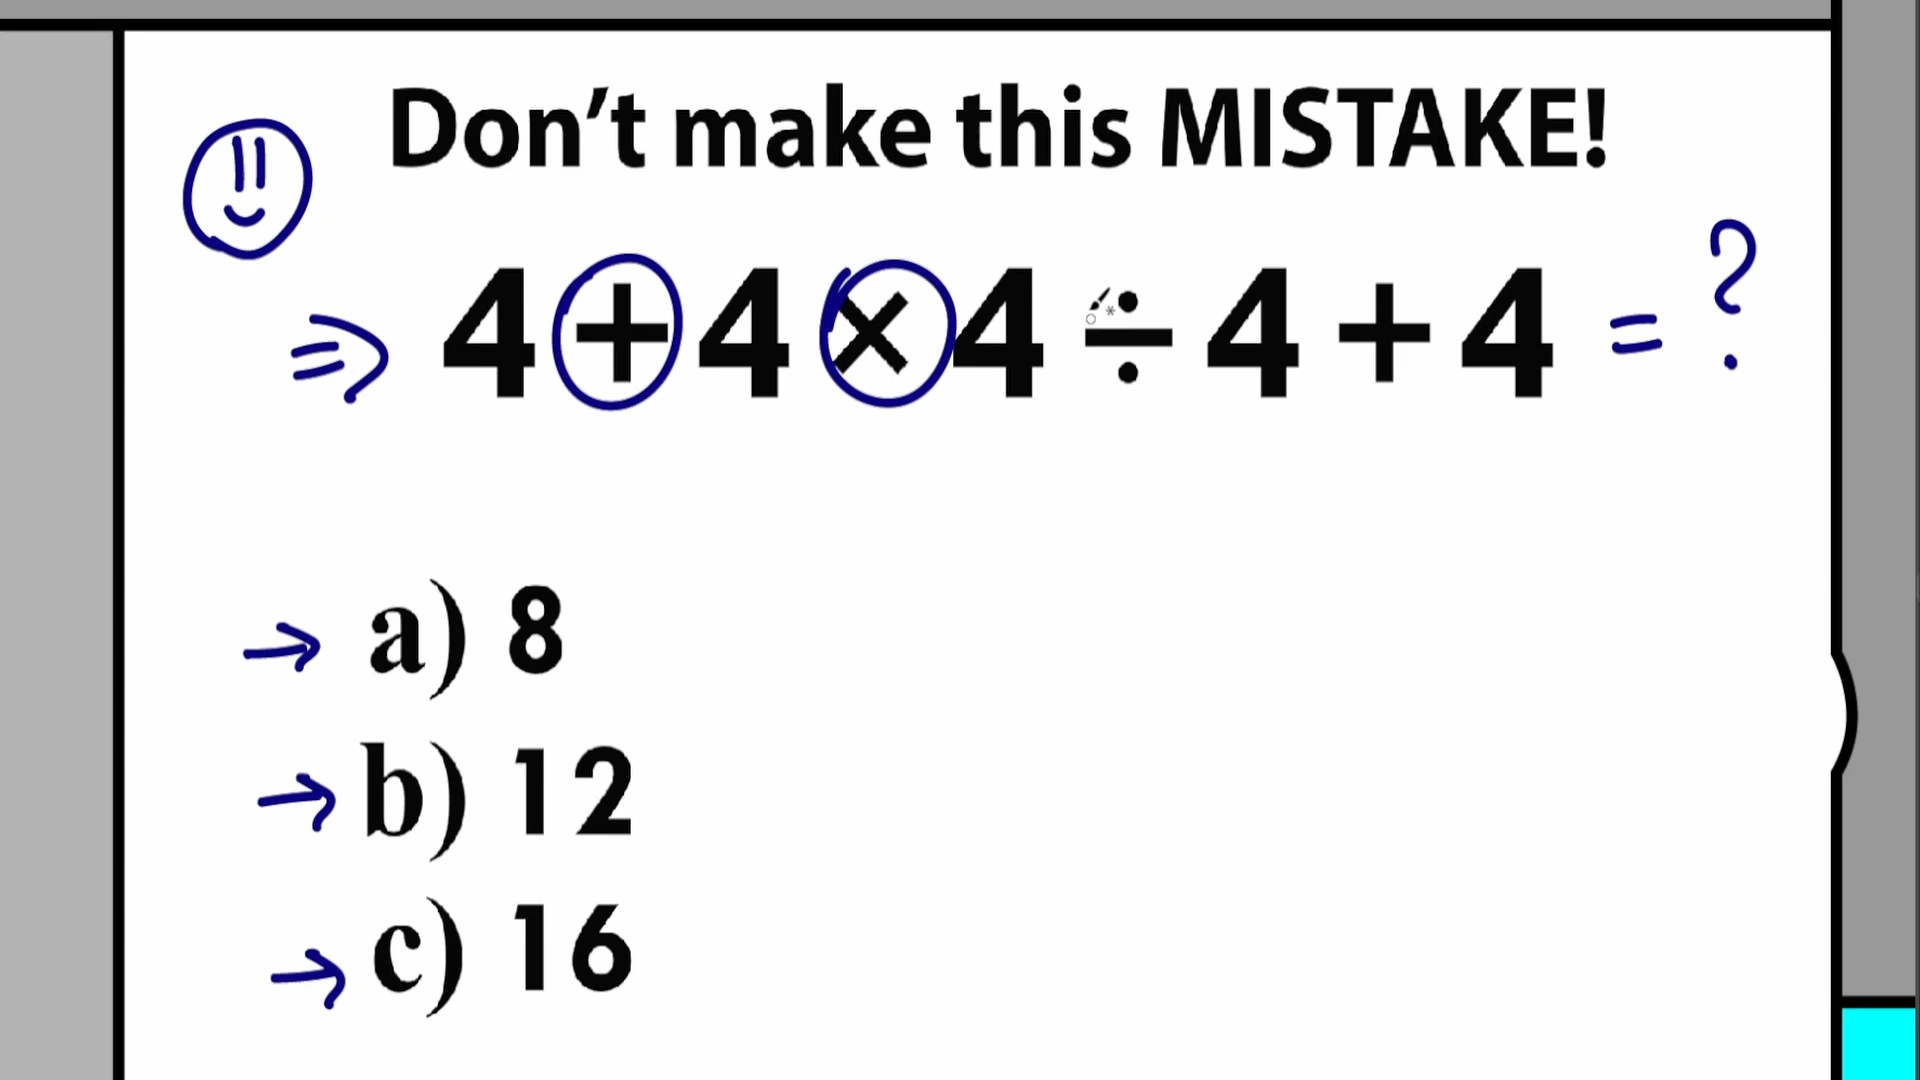 Don’t make this MISTAKE!
⇒ 4 + 4 × 4 ÷ 4 + 4 = ?
→ a) 8
→ b) 12
→ c) 16